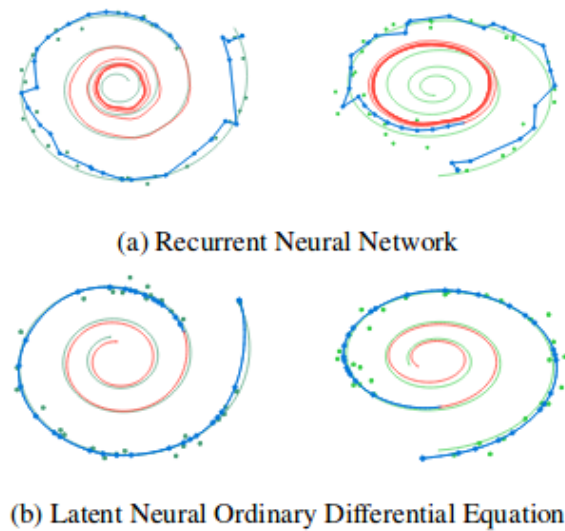 (a) Recurrent Neural Network
(b) Latent Neural Ordinary Differential Equation